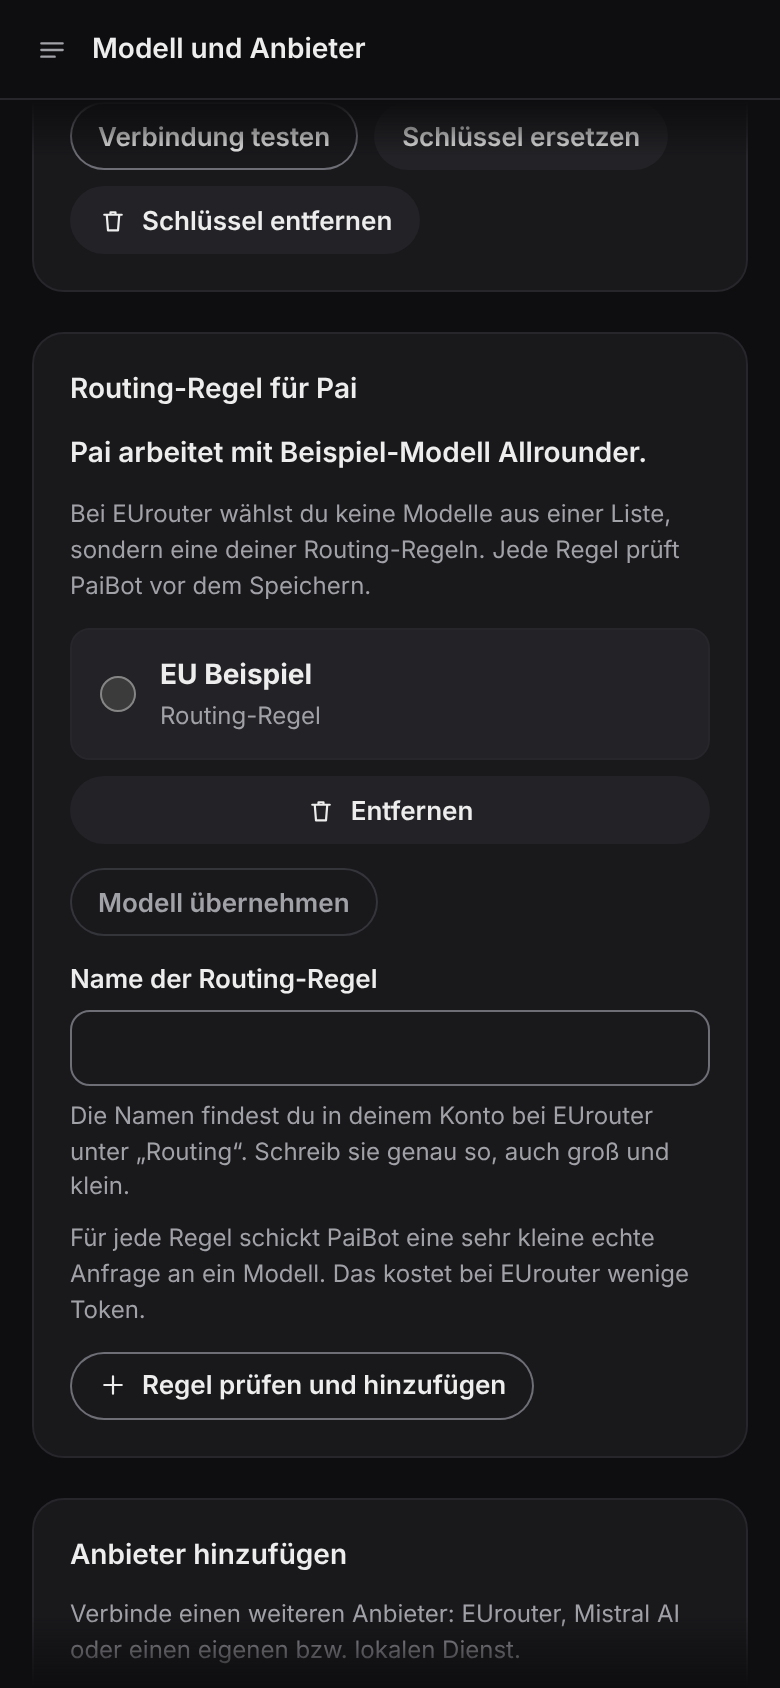 Modell und Anbieter
Verbindung testen
Schlüssel ersetzen
Schlüssel entfernen
Routing-Regel für Pai
Pai arbeitet mit Beispiel-Modell Allrounder.
Bei EUrouter wählst du keine Modelle aus einer Liste,
sondern eine deiner Routing-Regeln. Jede Regel prüft
PaiBot vor dem Speichern.
EU Beispiel
Routing-Regel
Entfernen
Modell übernehmen
Name der Routing-Regel
Die Namen findest du in deinem Konto bei EUrouter
unter „Routing“. Schreib sie genau so, auch groß und
klein.
Für jede Regel schickt PaiBot eine sehr kleine echte
Anfrage an ein Modell. Das kostet bei EUrouter wenige
Token.
Regel prüfen und hinzufügen
Anbieter hinzufügen
Verbinde einen weiteren Anbieter: EUrouter, Mistral AI
oder einen eigenen bzw. lokalen Dienst.